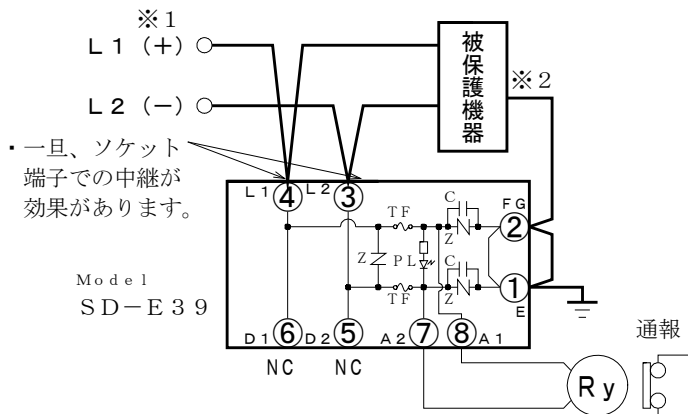 ※1
L1(+)
L2(−)
被保護機器
※2
・一旦、ソケット
端子での中継が
効果があります。
L1 ④ L2 ③
C
TF
FG
②
Z
Z PL
C
TF
Z
①
E
Model
SD−E39
D1 ⑥ D2 ⑤ A2 ⑦ ⑧ A1
NC NC
通報
Ry